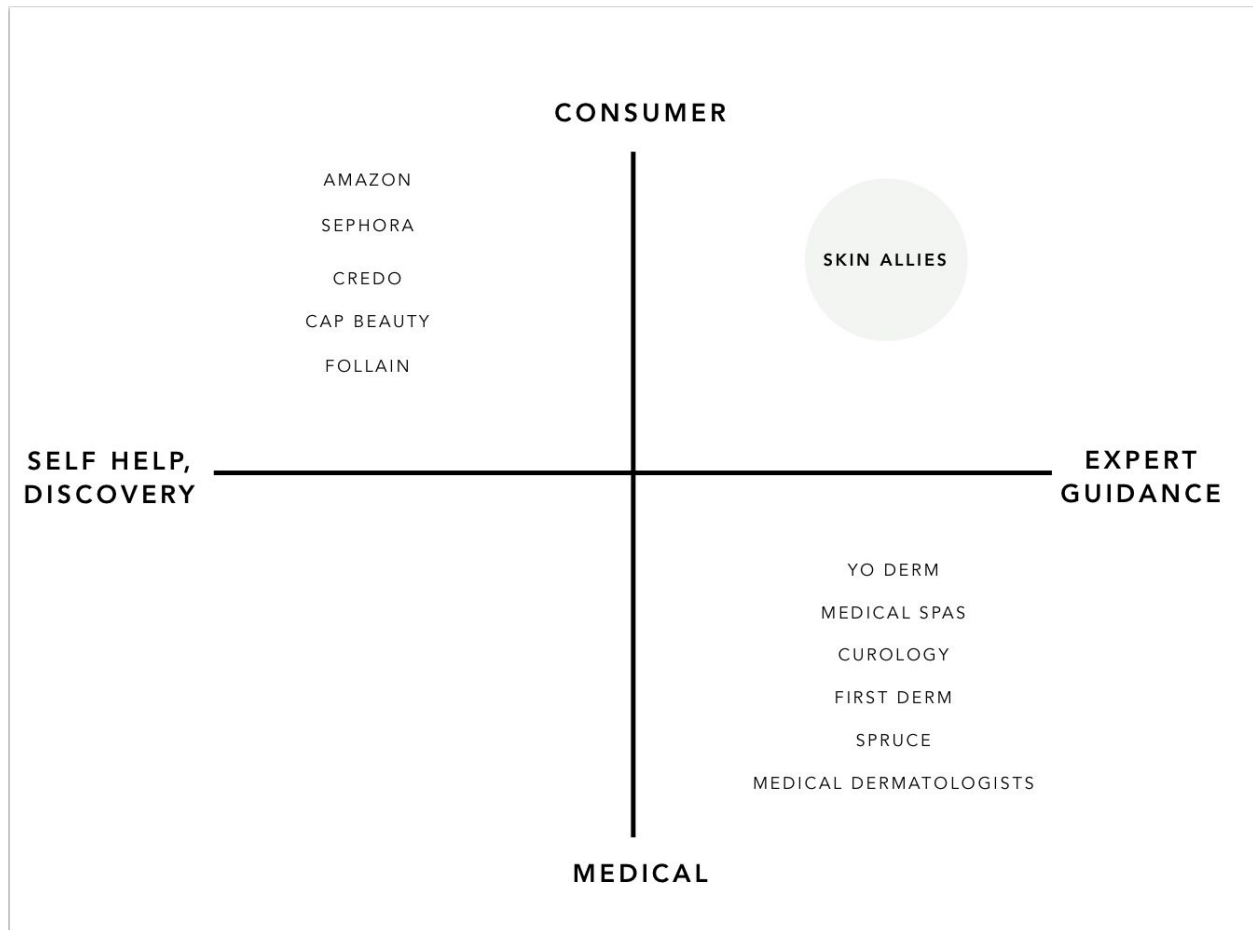 CONSUMER
AMAZON
SEPHORA
CREDO
CAP BEAUTY
FOLLAIN
SKIN ALLIES
SELF HELP,
DISCOVERY
EXPERT
GUIDANCE
YO DERM
MEDICAL SPAS
CUROLOGY
FIRST DERM
SPRUCE
MEDICAL DERMATOLOGISTS
MEDICAL